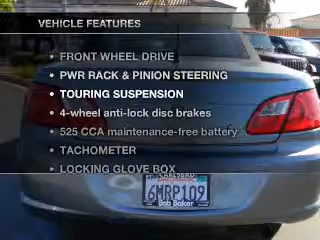 VEHICLE FEATURES
• FRONT WHEEL DRIVE
• PWR RACK & PINION STEERING
• TOURING SUSPENSION
• 4-wheel anti-lock disc brakes
• 525 CCA maintenance-free battery
• TACHOMETER
• LOCKING GLOVE BOX
CARLSBAD
6MRP109
Bob Baker